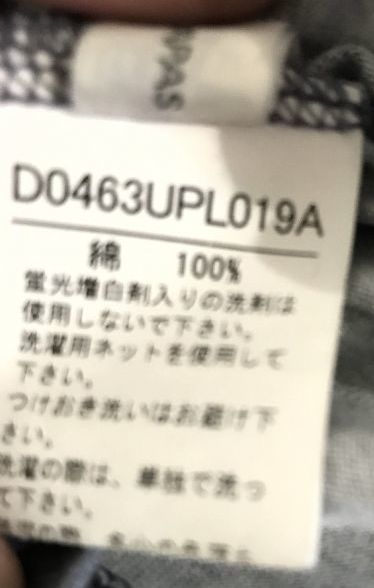 PAS
D0463UPL019A
綿 100%
蛍光増白剤入りの洗剤は
使用しないで下さい。
洗濯用ネットを使用して
下さい。
つけおき洗いはお避け下
さい。
洗濯の際は、単独で洗っ
て下さい。